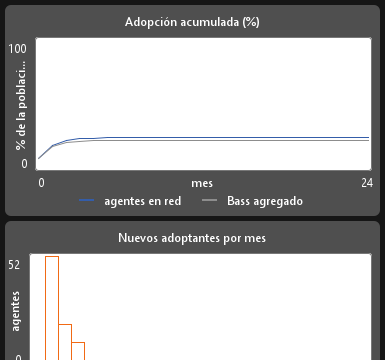 Adopción acumulada (%)
100
% de la poblaci...
0
0 mes 24
agentes en red Bass agregado
Nuevos adoptantes por mes
52
agentes
0